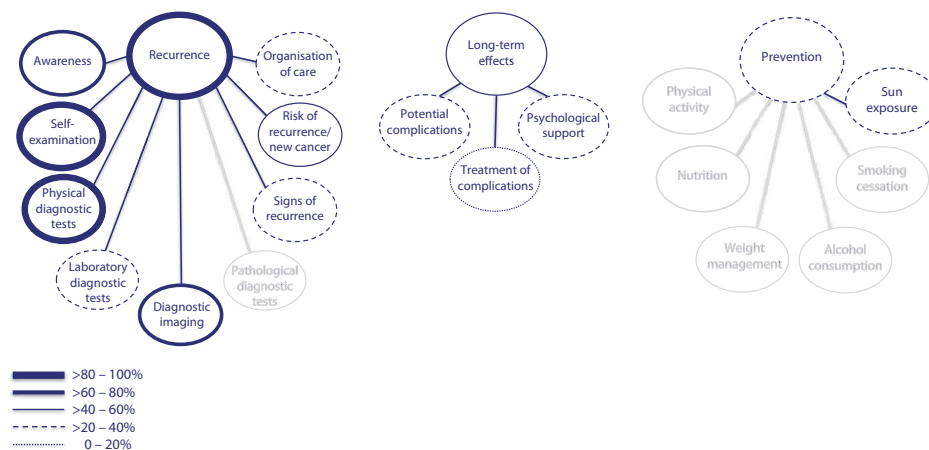 Recurrence
Awareness
Organisation
of care
Self-
examination
Risk of
recurrence/
new cancer
Physical
diagnostic
tests
Signs of
recurrence
Laboratory
diagnostic
tests
Pathological
diagnostic
tests
Diagnostic
imaging
Long-term
effects
Potential
complications
Psychological
support
Treatment of
complications
Prevention
Physical
activity
Sun
exposure
Nutrition
Smoking
cessation
Weight
management
Alcohol
consumption
>80 – 100%
>60 – 80%
>40 – 60%
>20 – 40%
0 – 20%